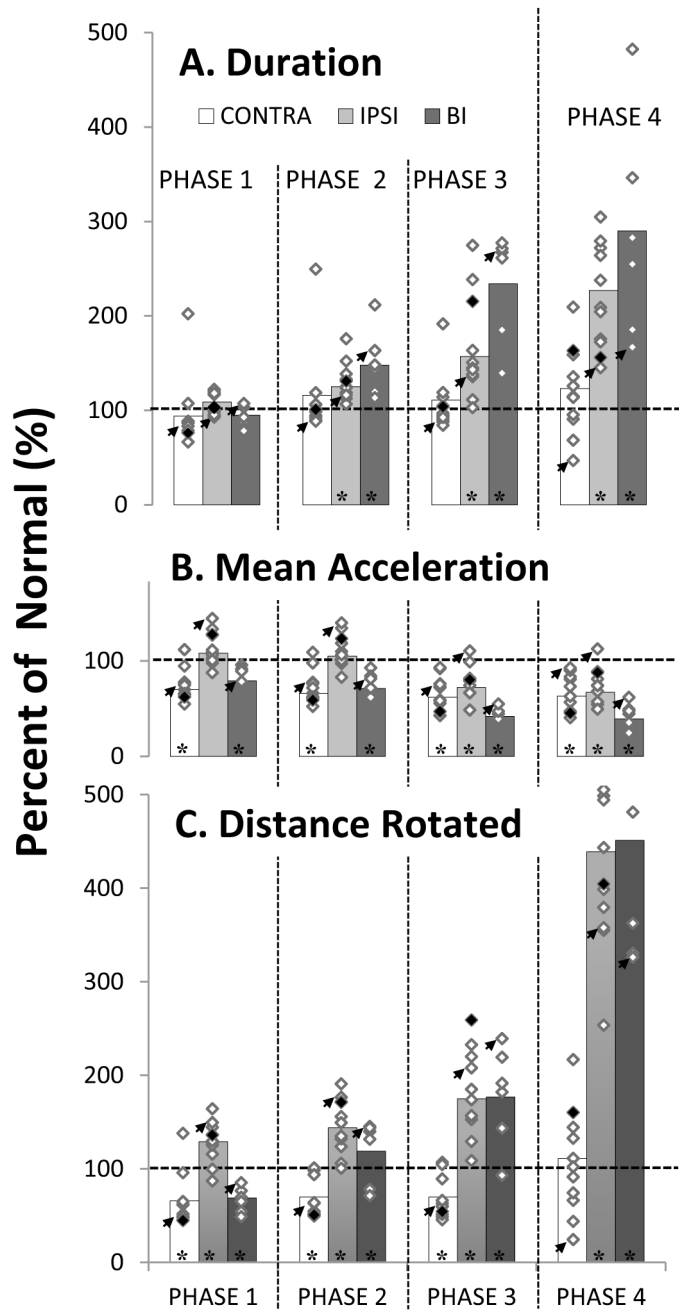 Percent of Normal (%)
A. Duration
CONTRA IPSI BI
PHASE 1 PHASE 2 PHASE 3 PHASE 4
500
400
300
200
100
0
* * * * * *
B. Mean Acceleration
100
0
* * * * * * * * *
C. Distance Rotated
500
400
300
200
100
0
* * * * * * * * * * *
PHASE 1 PHASE 2 PHASE 3 PHASE 4